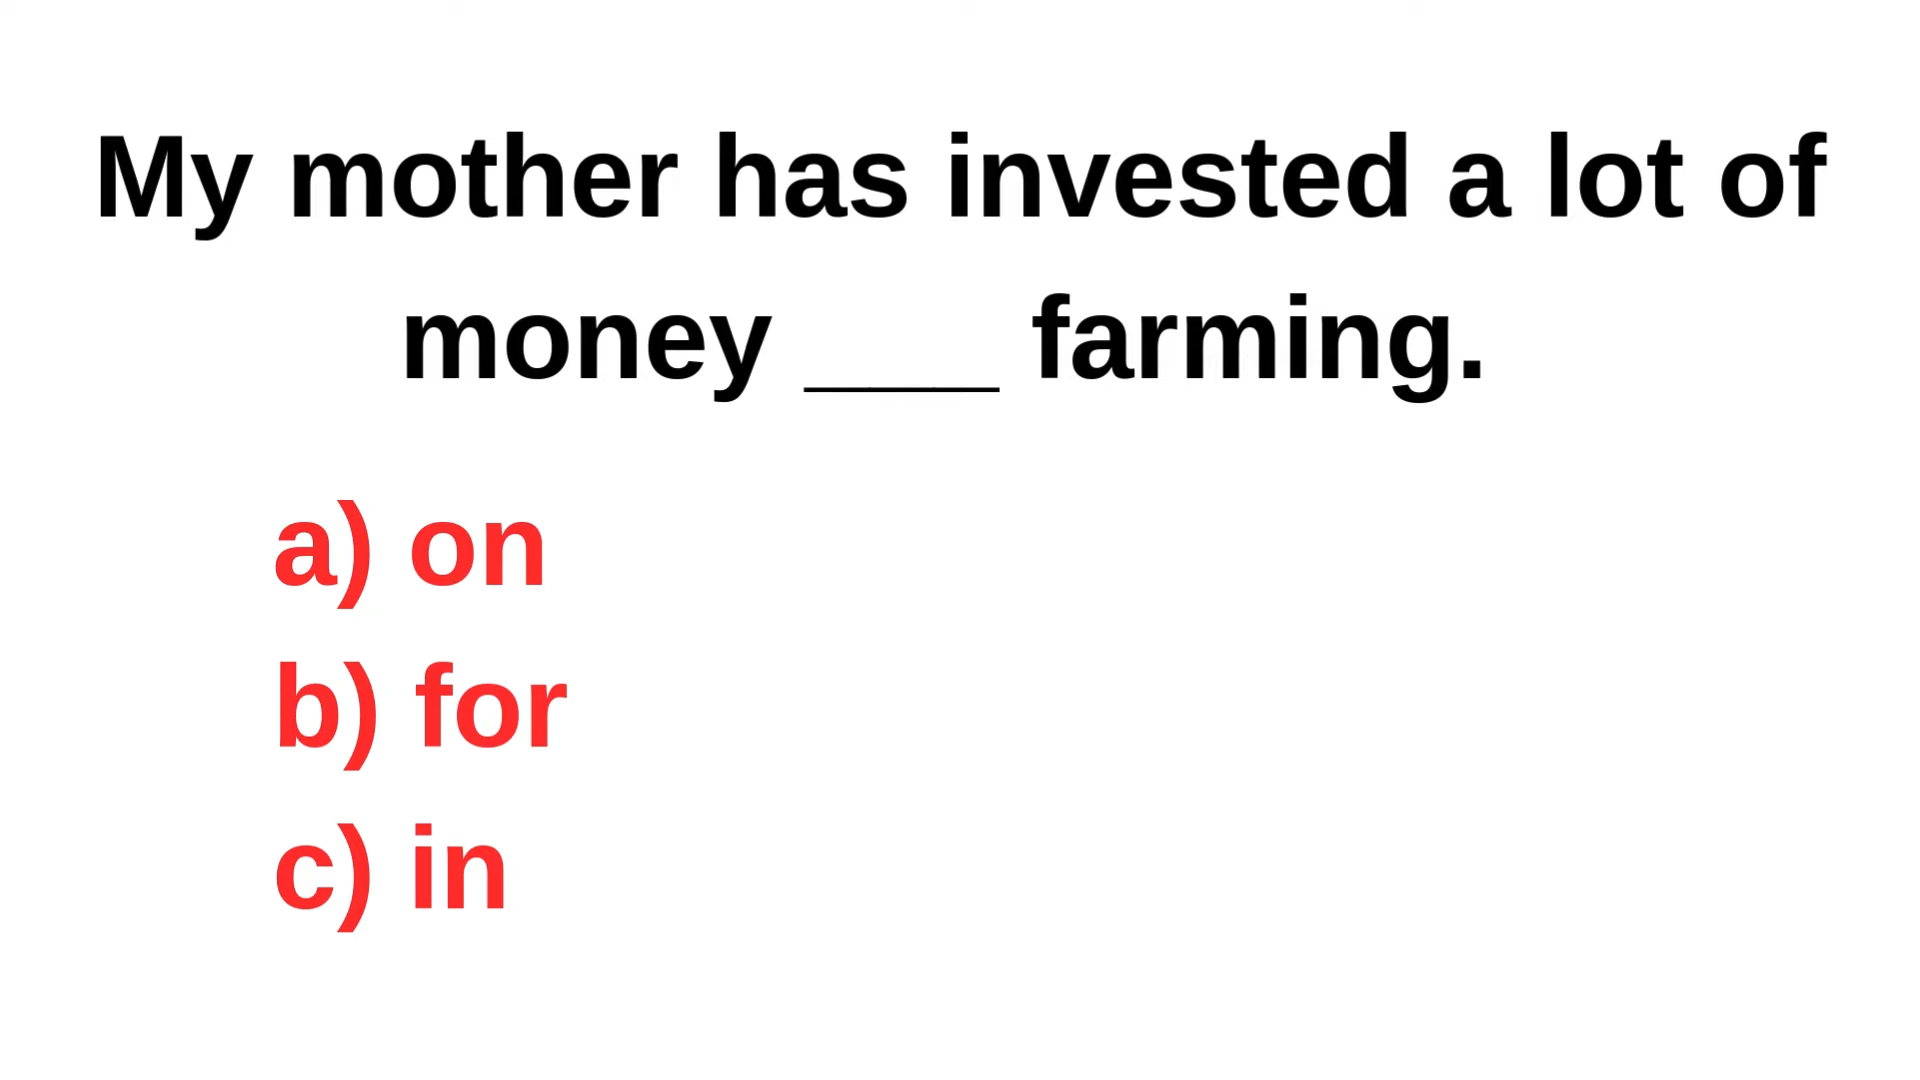 My mother has invested a lot of
money ____ farming.
a) on
b) for
c) in